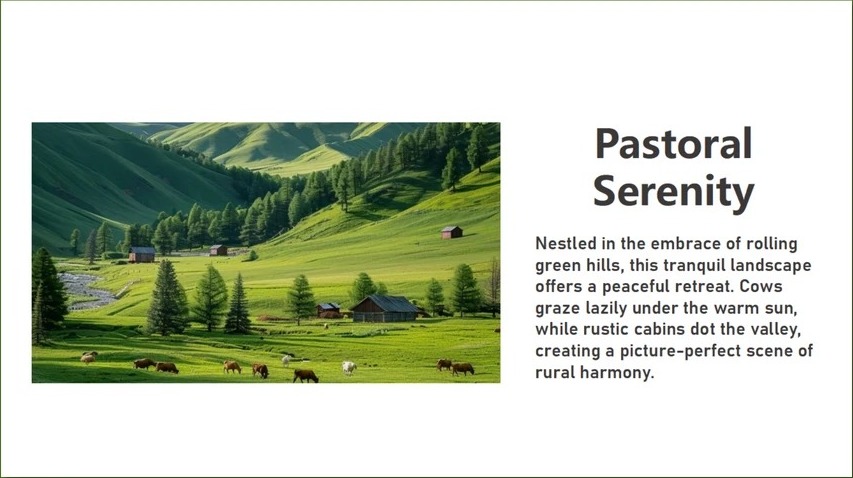 Pastoral
Serenity
Nestled in the embrace of rolling
green hills, this tranquil landscape
offers a peaceful retreat. Cows
graze lazily under the warm sun,
while rustic cabins dot the valley,
creating a picture-perfect scene of
rural harmony.